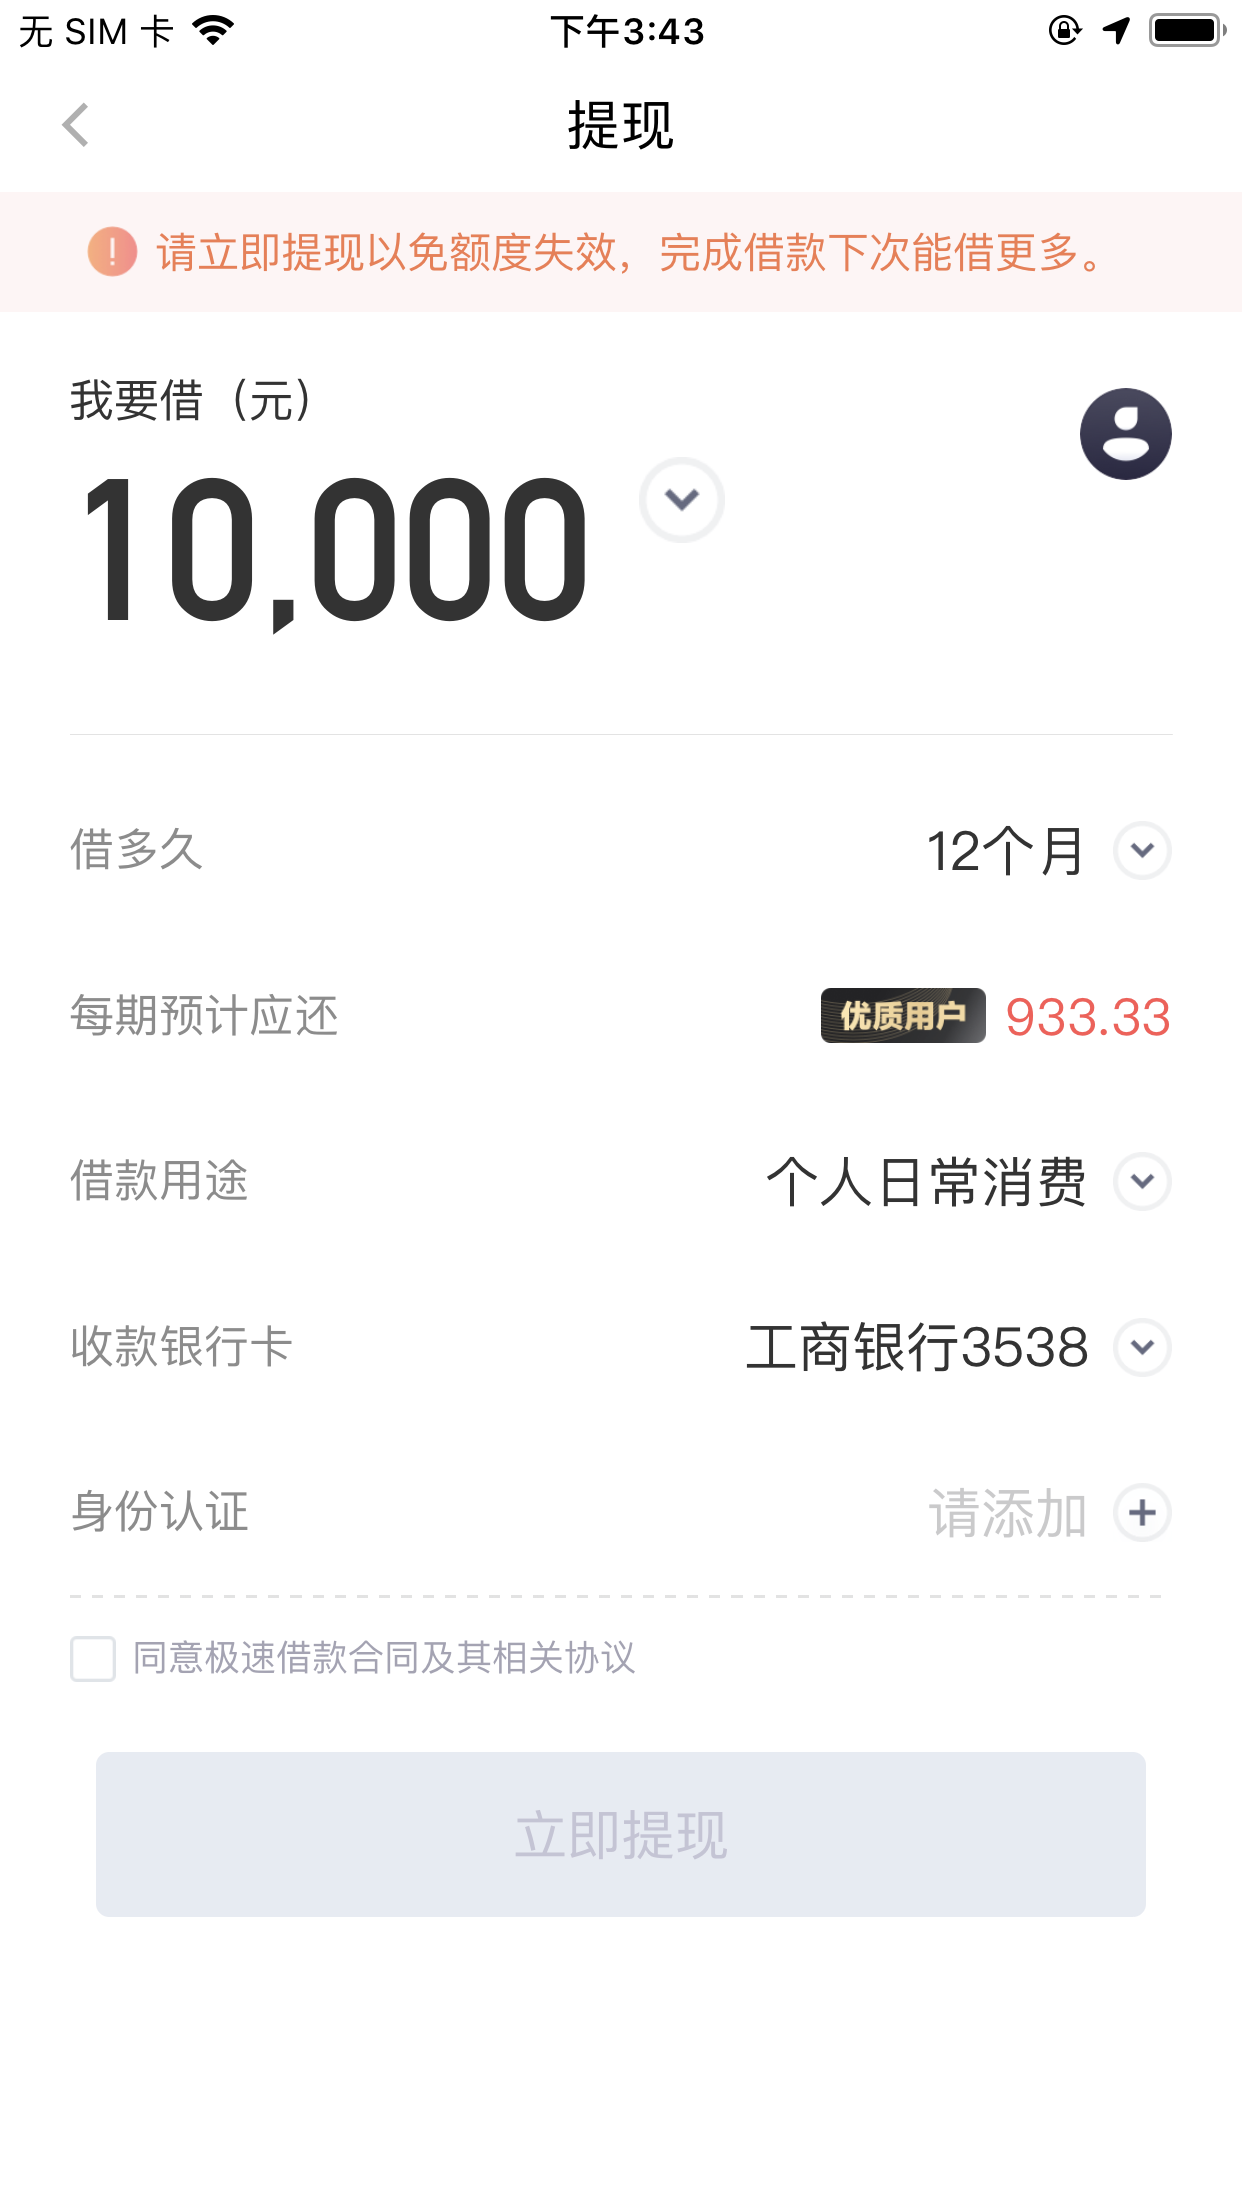 无 SIM 卡
下午3:43
提现
请立即提现以免额度失效，完成借款下次能借更多。
我要借（元）
10,000
借多久
12个月
每期预计应还
优质用户 933.33
借款用途
个人日常消费
收款银行卡
工商银行3538
身份认证
请添加
同意极速借款合同及其相关协议
立即提现